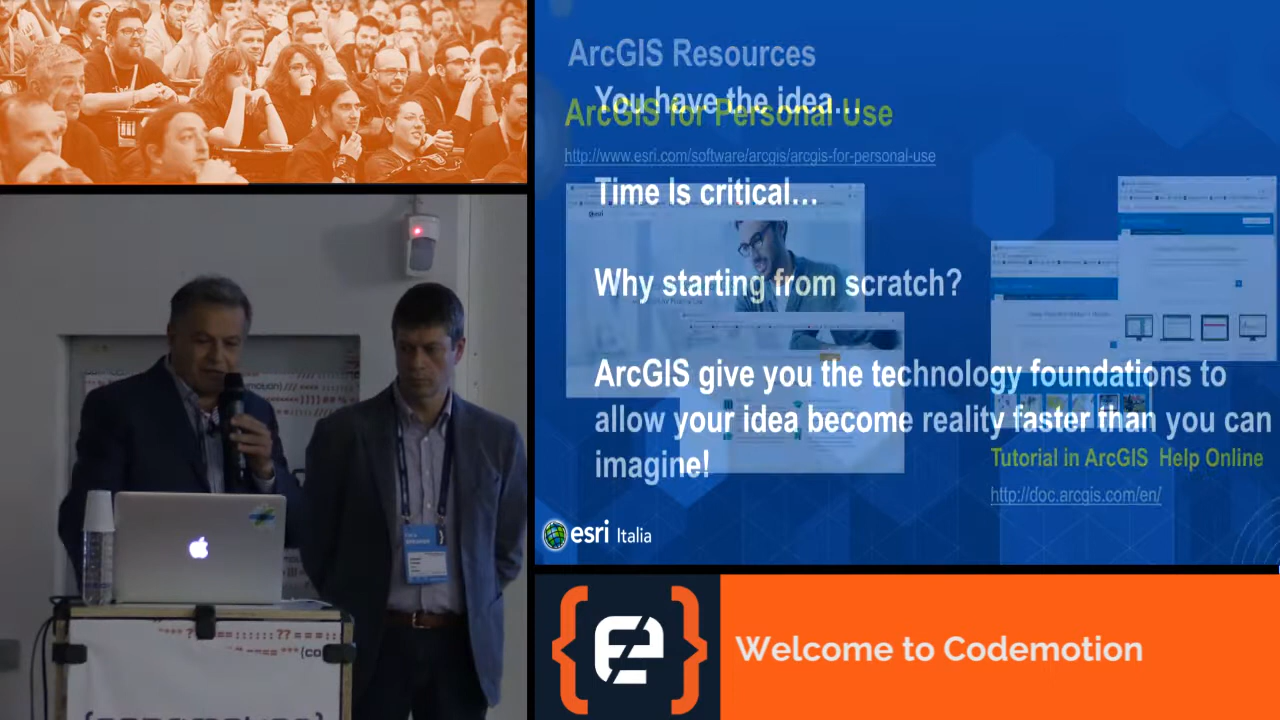 ArcGIS Resources
You have the idea…
ArcGIS for Personal Use
http://www.esri.com/software/arcgis/arcgis-for-personal-use
Time Is critical…
esri
Why starting from scratch?
ArcGIS give you the technology foundations to
allow your idea become reality faster than you can
imagine!
Tutorial in ArcGIS Help Online
http://doc.arcgis.com/en/
esri Italia
Welcome to Codemotion